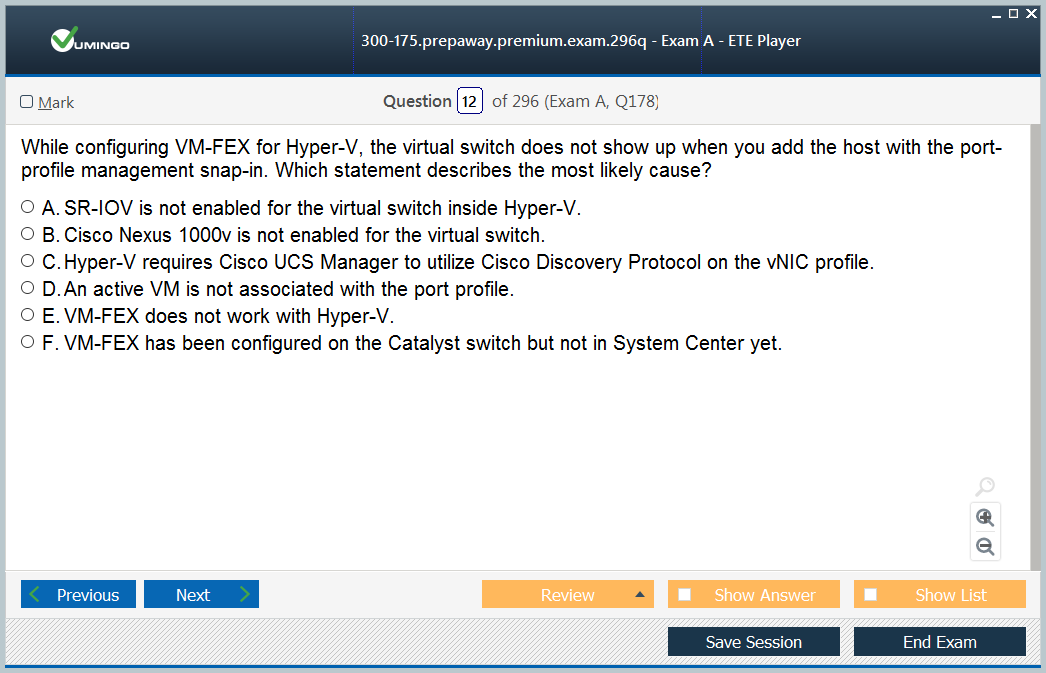 VUMINGO
300-175.prepaway.premium.exam.296q - Exam A - ETE Player
Mark
Question 12 of 296 (Exam A, Q178)
While configuring VM-FEX for Hyper-V, the virtual switch does not show up when you add the host with the port-
profile management snap-in. Which statement describes the most likely cause?
A. SR-IOV is not enabled for the virtual switch inside Hyper-V.
B. Cisco Nexus 1000v is not enabled for the virtual switch.
C. Hyper-V requires Cisco UCS Manager to utilize Cisco Discovery Protocol on the vNIC profile.
D. An active VM is not associated with the port profile.
E. VM-FEX does not work with Hyper-V.
F. VM-FEX has been configured on the Catalyst switch but not in System Center yet.
Previous Next Review Show Answer Show List
Save Session End Exam